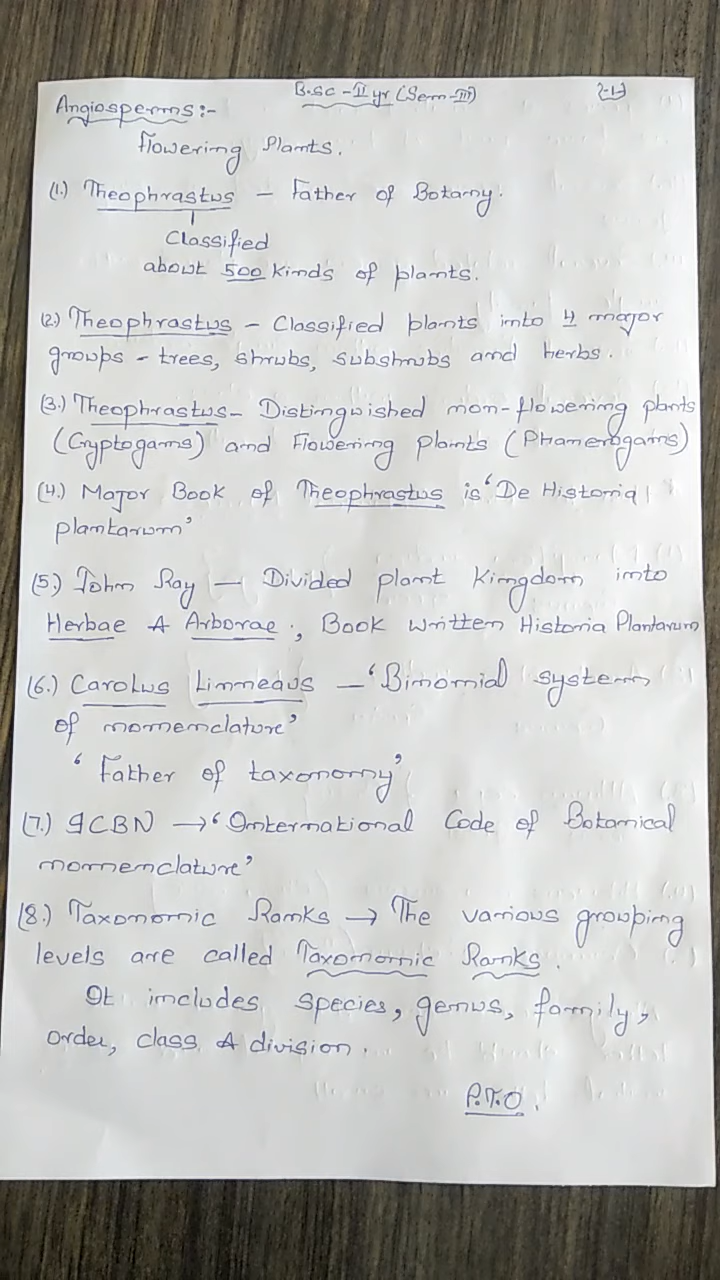 B.sc - II yr (Sem-III)
Angiosperms :-
Flowering Plants.
(1.) Theophrastus - Father of Botany.
Classified
about 500 kinds of plants.
(2.) Theophrastus - Classified plants into 4 major
groups - trees, shrubs, subshrubs and herbs.
(3.) Theophrastus - Distinguished non-flowering plants
(Cryptogams) and Flowering plants (Phanerogams)
(4.) Major Book of Theophrastus is 'De Historia
plantarum'
(5.) John Ray - Divided plant kingdom into
Herbae & Arborae ., Book written Historia Plantarum
(6.) Carolus Linneaus - 'Binomial system
of nomenclature'
' Father of taxonomy'
(7.) ICBN → 'International Code of Botanical
nomenclature'
(8.) Taxonomic Ranks → The various grouping
levels are called Taxonomic Ranks.
It includes species, genus, family,
order, class & division.
P.T.O.